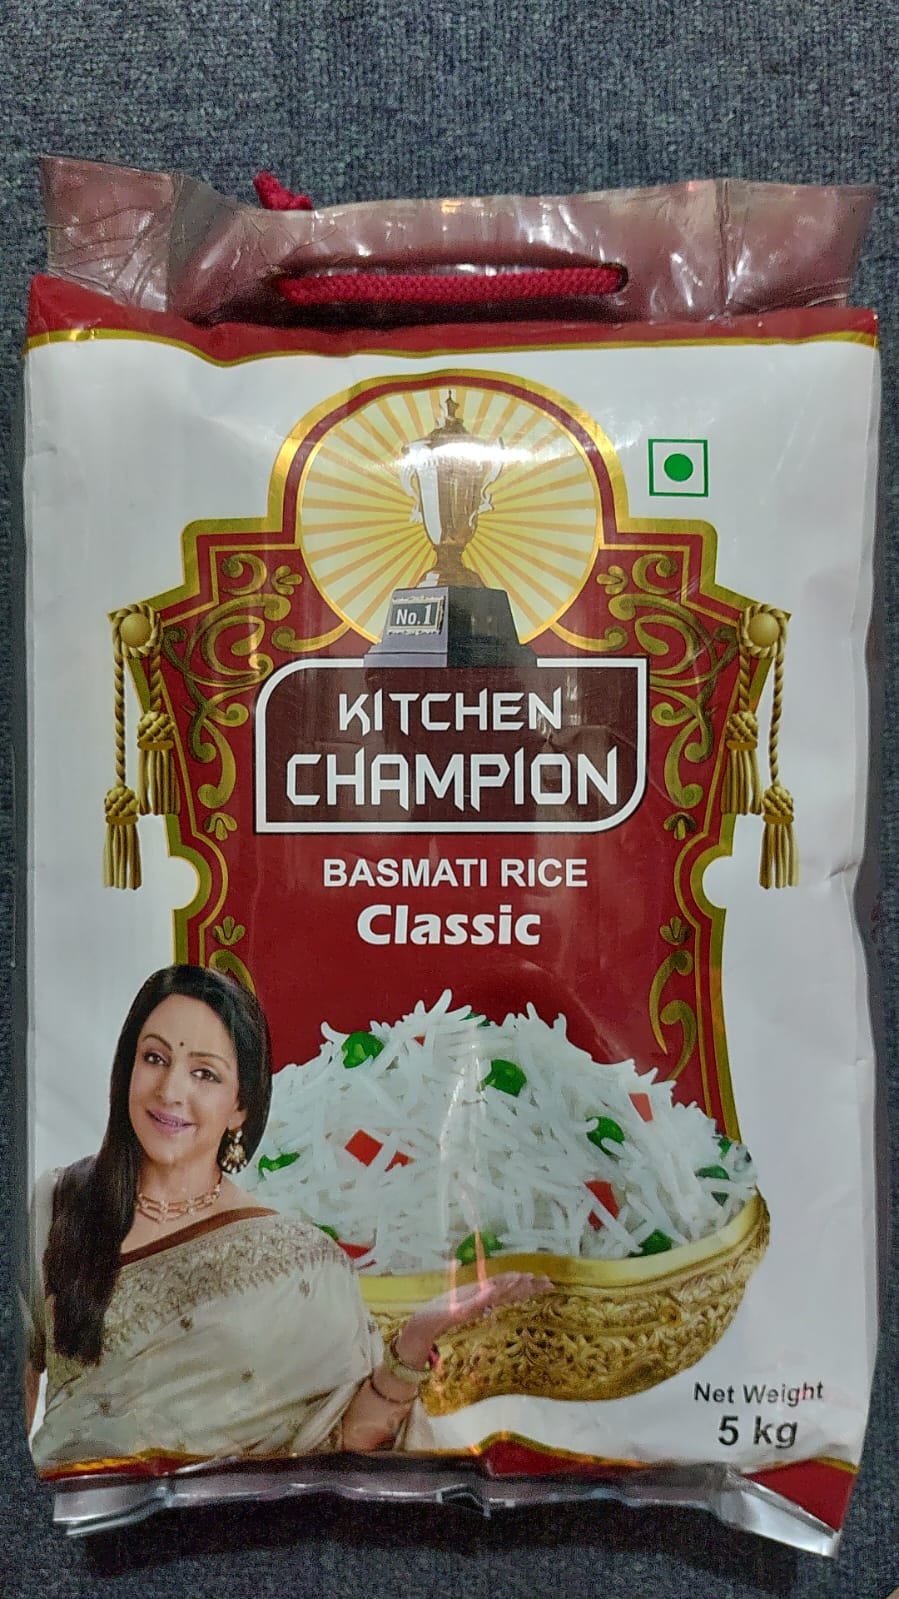 No.1
KITCHEN
CHAMPION
BASMATI RICE
Classic
Net Weight
5 kg